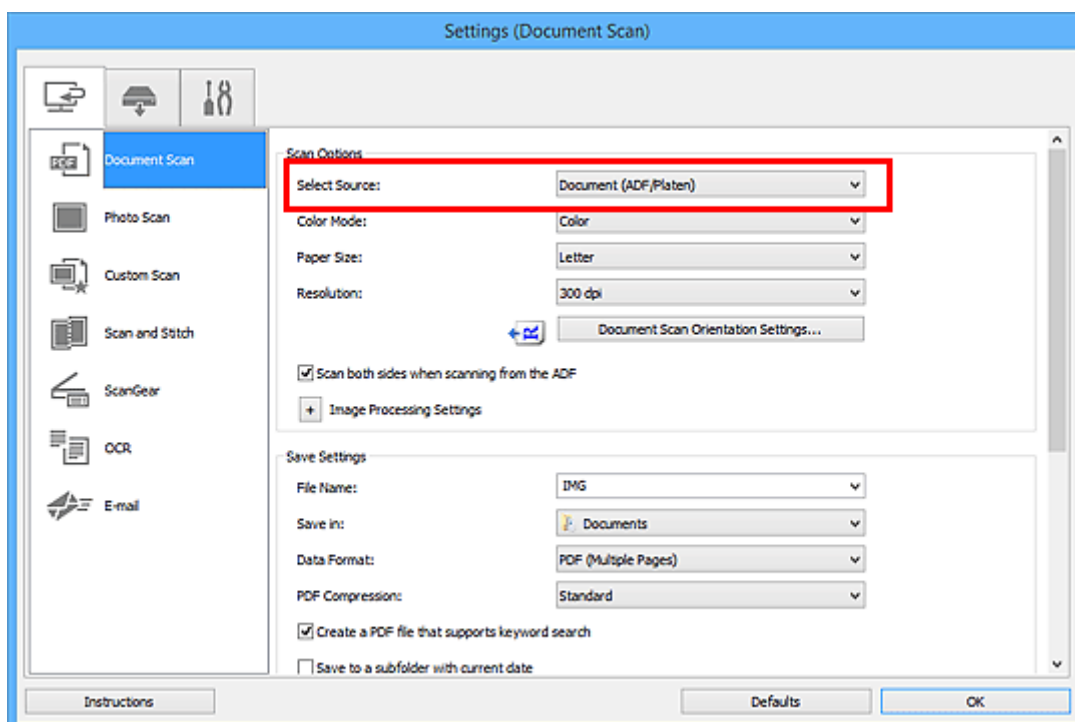 Settings (Document Scan)
PDF
Document Scan
Photo Scan
Custom Scan
Scan and Stitch
ScanGear
OCR
E-mail
Scan Options
Select Source: Document (ADF/Platen)
Color Mode: Color
Paper Size: Letter
Resolution: 300 dpi
R
Document Scan Orientation Settings...
Scan both sides when scanning from the ADF
+ Image Processing Settings
Save Settings
File Name: IMG
Save in: Documents
Data Format: PDF (Multiple Pages)
PDF Compression: Standard
Create a PDF file that supports keyword search
Save to a subfolder with current date
Instructions Defaults OK